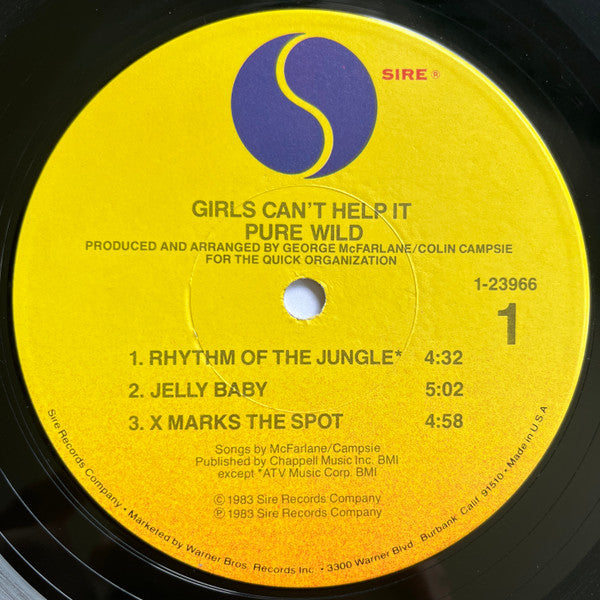 SIRE ®
GIRLS CAN'T HELP IT
PURE WILD
PRODUCED AND ARRANGED BY GEORGE McFARLANE/COLIN CAMPSIE
FOR THE QUICK ORGANIZATION
1-23966
1
1. RHYTHM OF THE JUNGLE* 4:32
2. JELLY BABY 5:02
3. X MARKS THE SPOT 4:58
Songs by McFarlane/Campsie
Published by Chappell Music Inc. BMI
except *ATV Music Corp. BMI
Ⓒ 1983 Sire Records Company
Ⓟ 1983 Sire Records Company
Sire Records Company • Marketed by Warner Bros. Records Inc • 3300 Warner Blvd. Burbank, Cal. 91510 • Made in U.S.A